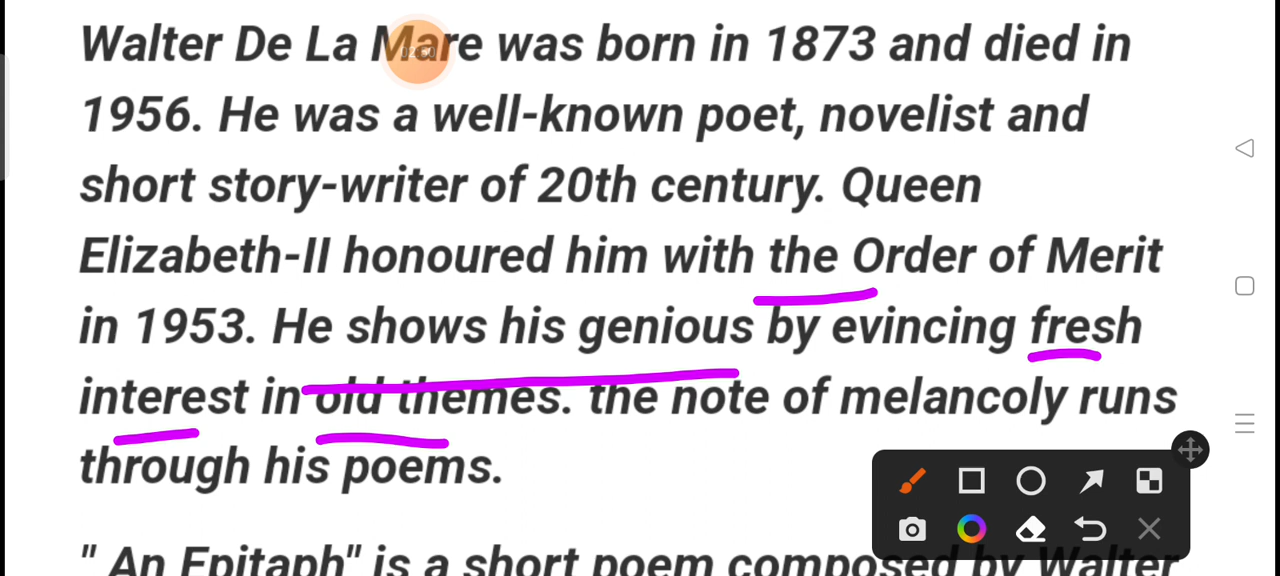 Walter De La Mare was born in 1873 and died in
1956. He was a well-known poet, novelist and
short story-writer of 20th century. Queen
Elizabeth-II honoured him with the Order of Merit
in 1953. He shows his genious by evincing fresh
interest in old themes. the note of melancoly runs
through his poems.
" An Epitaph" is a short poem composed by Walter